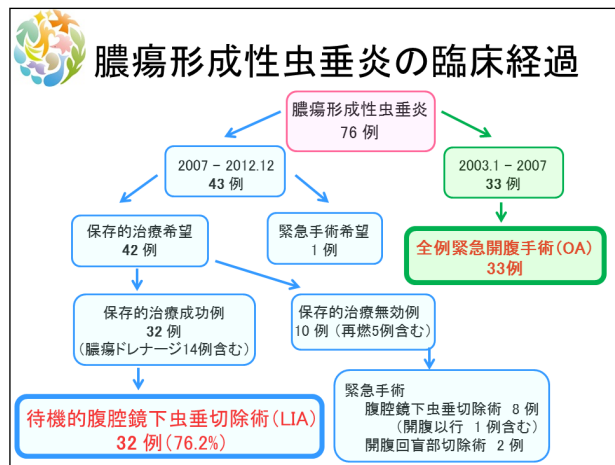 膿瘍形成性虫垂炎の臨床経過
膿瘍形成性虫垂炎
76 例
2007 – 2012.12
43 例
2003.1 – 2007
33 例
保存的治療希望
42 例
緊急手術希望
1 例
全例緊急開腹手術(OA)
33例
保存的治療成功例
32 例
(膿瘍ドレナージ14例含む)
保存的治療無効例
10 例 (再燃5例含む)
待機的腹腔鏡下虫垂切除術(LIA)
32 例(76.2%)
緊急手術
腹腔鏡下虫垂切除術 8 例
(開腹以行 1 例含む)
開腹回盲部切除術 2 例